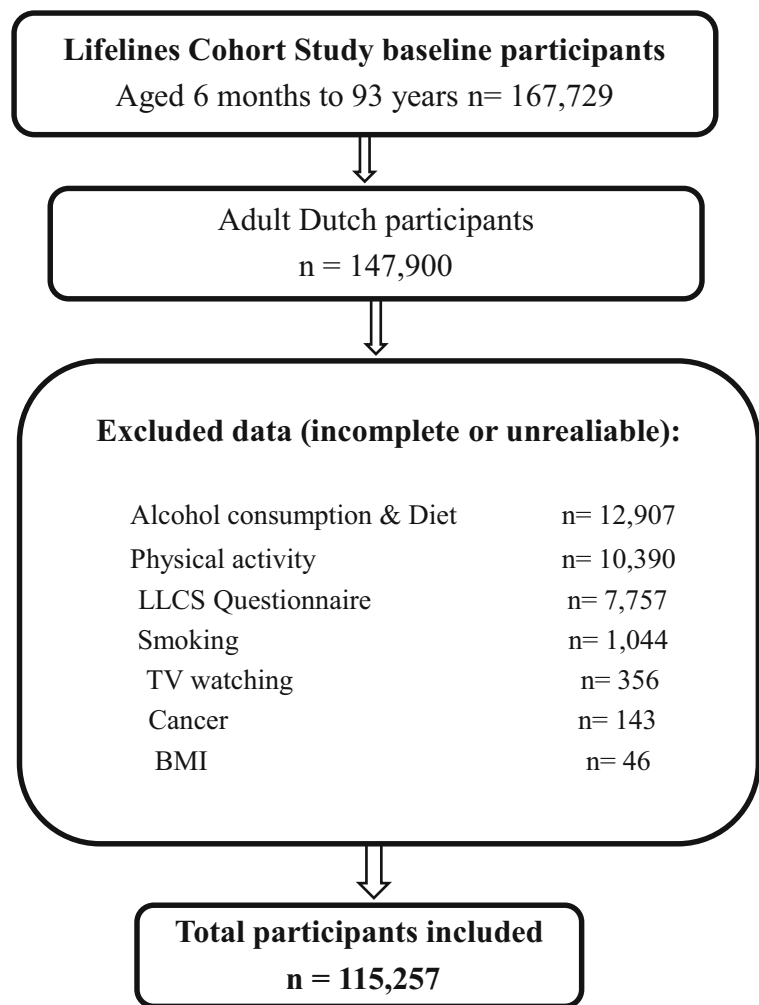 Lifelines Cohort Study baseline participants
Aged 6 months to 93 years n= 167,729
Adult Dutch participants
n = 147,900
Excluded data (incomplete or unrealiable):
Alcohol consumption & Diet n= 12,907
Physical activity n= 10,390
LLCS Questionnaire n= 7,757
Smoking n= 1,044
TV watching n= 356
Cancer n= 143
BMI n= 46
Total participants included
n = 115,257